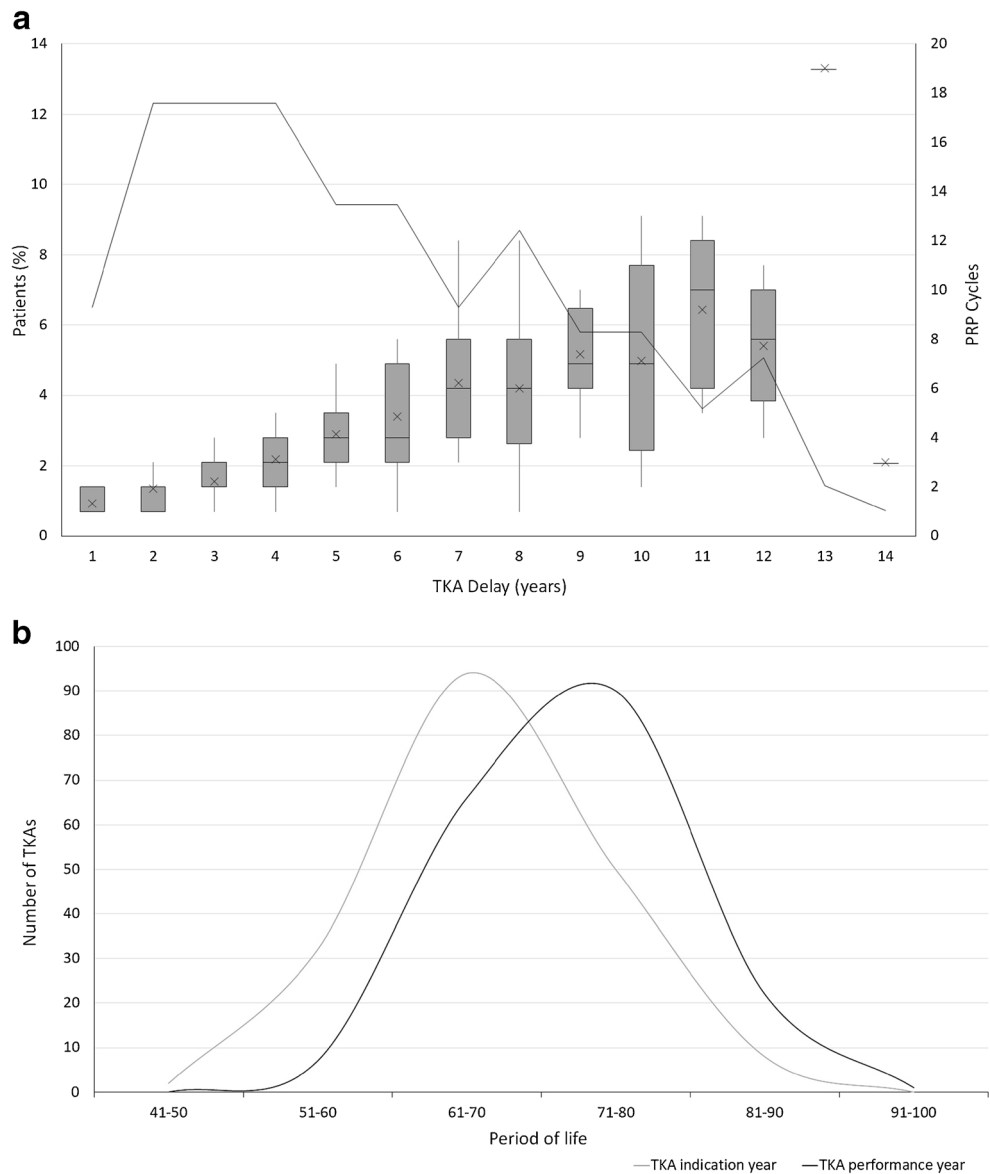 a
14 20
18
12 16
10 14
12
8
10
6 8
4 6
4
2 2
0 0
Patients (%)
PRP Cycles
1 2 3 4 5 6 7 8 9 10 11 12 13 14
TKA Delay (years)
b
100
90
80
70
60
50
40
30
20
10
0
Number of TKAs
41-50 51-60 61-70 71-80 81-90 91-100
Period of life
TKA indication year TKA performance year